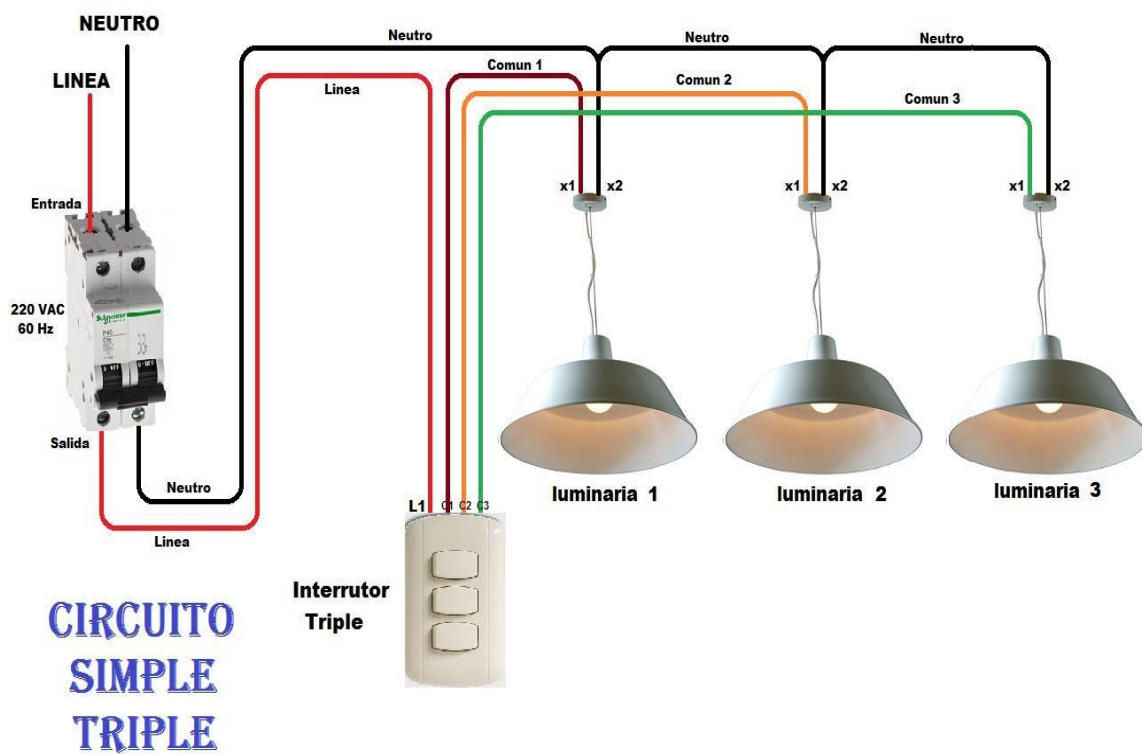 NEUTRO
LINEA
Neutro
Neutro
Neutro
Linea
Comun 1
Comun 2
Comun 3
Entrada
x1
x2
x1
x2
x1
x2
220 VAC
60 Hz
Schneider
Salida
Neutro
Linea
luminaria 1
luminaria 2
luminaria 3
L1
C1
C2
C3
Interrutor
Triple
CIRCUITO
SIMPLE
TRIPLE